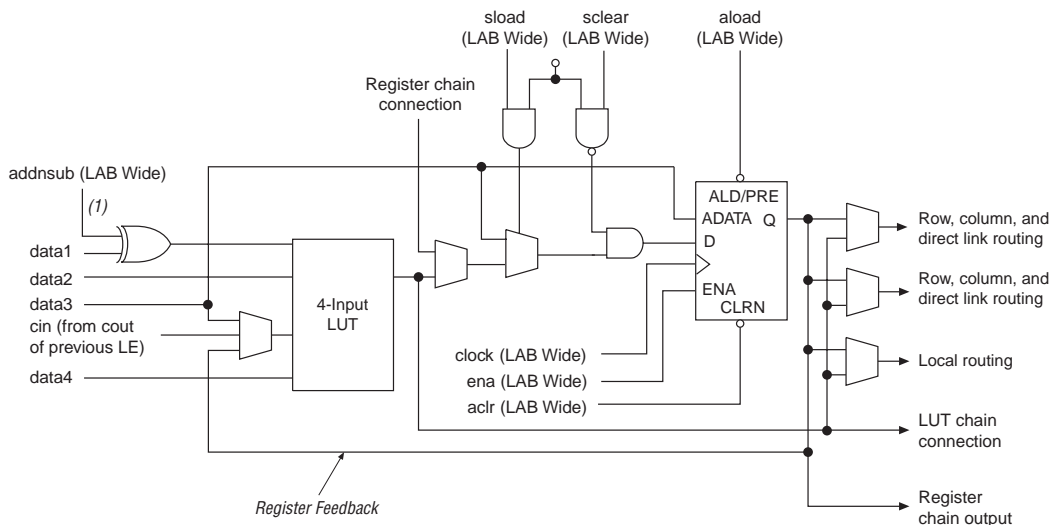 sload
(LAB Wide)
sclear
(LAB Wide)
aload
(LAB Wide)
Register chain
connection
addnsub (LAB Wide)
(1)
data1
data2
data3
cin (from cout
of previous LE)
data4
4-Input
LUT
ALD/PRE
ADATA
Q
D
ENA
CLRN
clock (LAB Wide)
ena (LAB Wide)
aclr (LAB Wide)
Row, column, and
direct link routing
Row, column, and
direct link routing
Local routing
LUT chain
connection
Register
chain output
Register Feedback